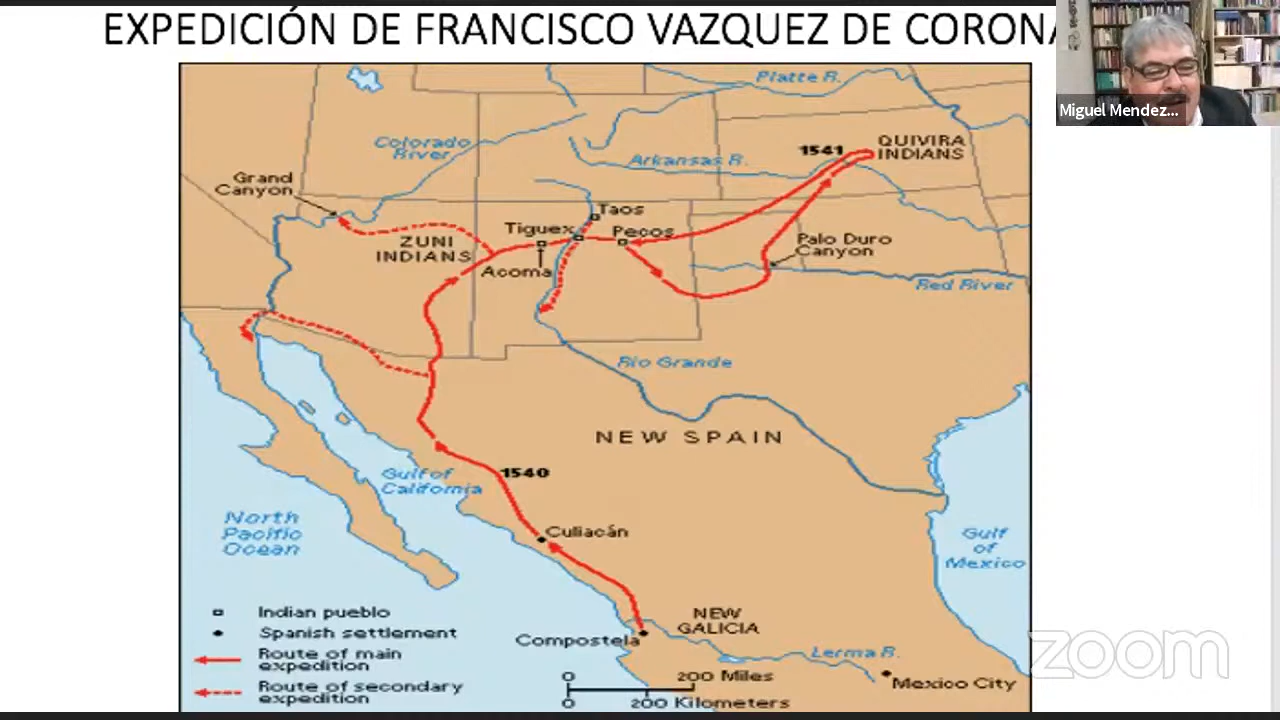 EXPEDICIÓN DE FRANCISCO VAZQUEZ DE CORONA
Miguel Mendez...
Platte R.
Colorado
River
1541
QUIVIRA
INDIANS
Arkansas R.
Grand
Canyon
Taos
Tiguex
Pecos
ZUNI
INDIANS
Acoma
Palo Duro
Canyon
Red River
Rio Grande
NEW SPAIN
1540
Gulf of
California
Culiacán
North
Pacific
Ocean
Gulf
of
Mexico
Indian pueblo
Spanish settlement
Route of main
expedition
Route of secondary
expedition
NEW
GALICIA
Compostela
Lerma R.
Mexico City
0 200 Miles
0 200 Kilometers
zoom